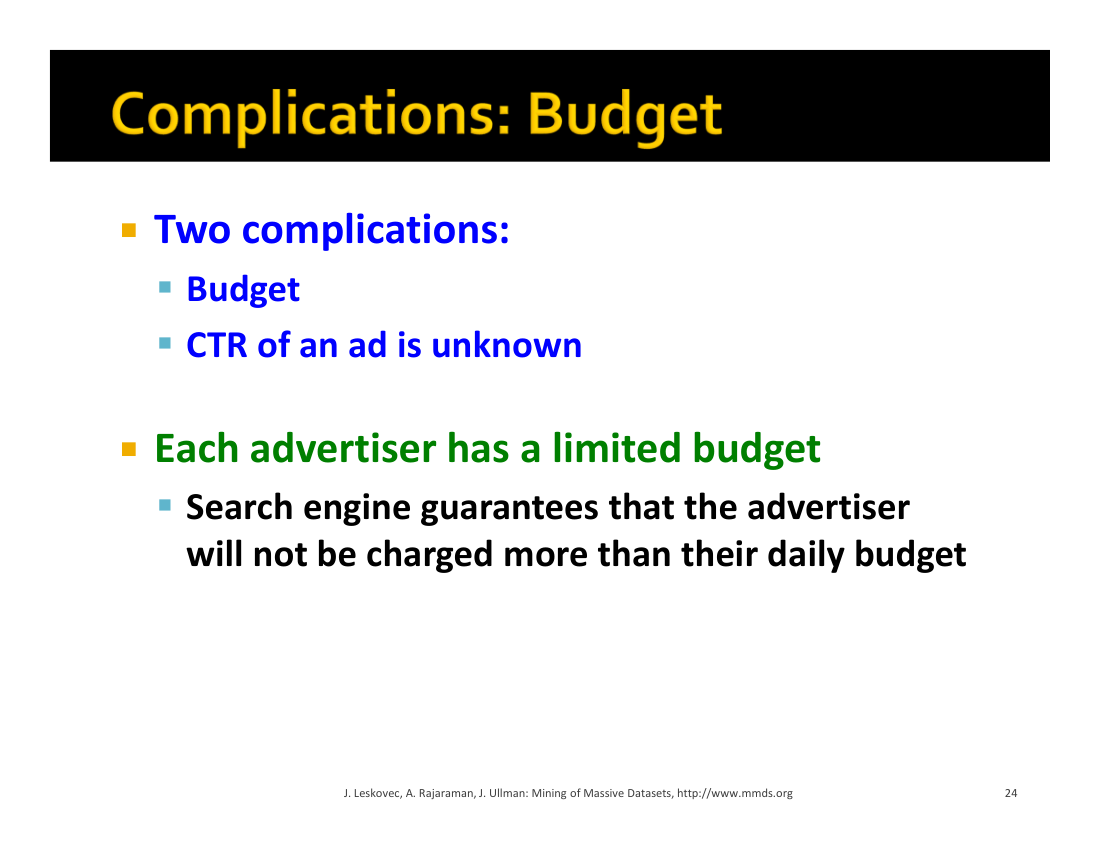 Complications: Budget
Two complications:
Budget
CTR of an ad is unknown
Each advertiser has a limited budget
Search engine guarantees that the advertiser
will not be charged more than their daily budget
J. Leskovec, A. Rajaraman, J. Ullman: Mining of Massive Datasets, http://www.mmds.org
24